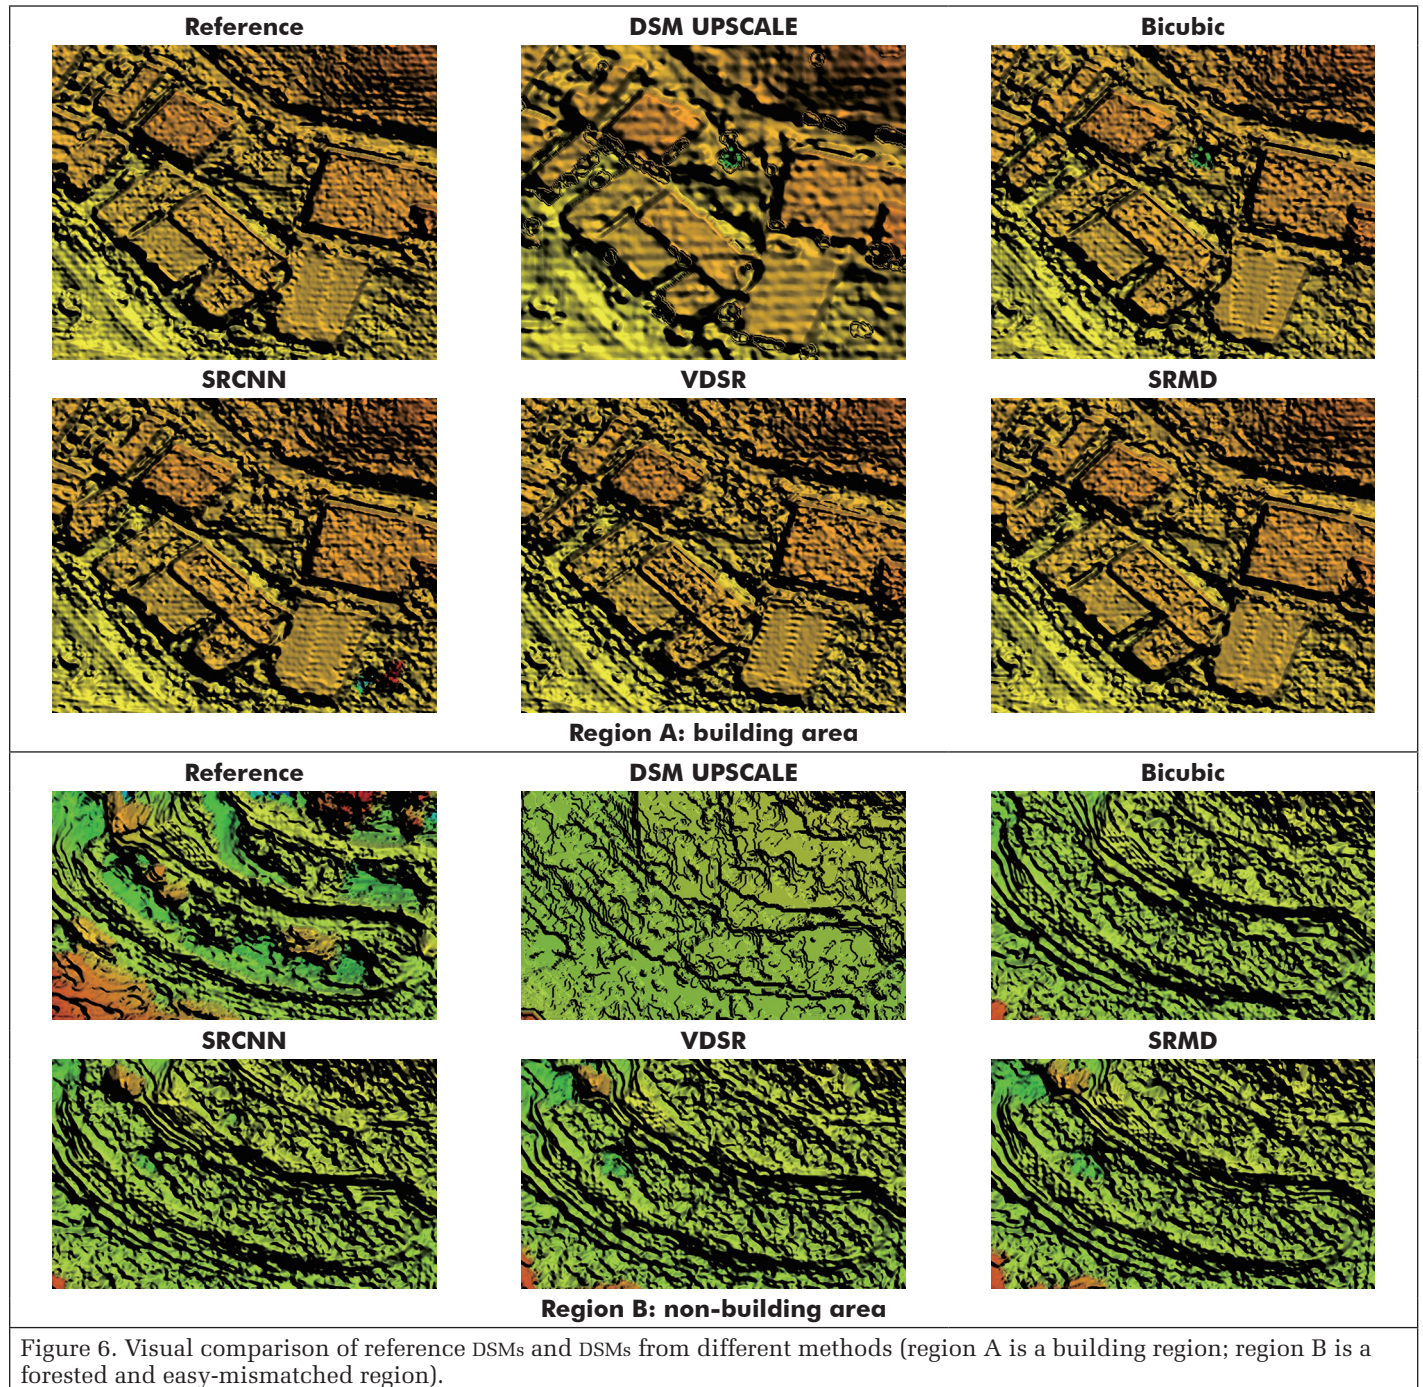 Reference
DSM UPSCALE
Bicubic
SRCNN
VDSR
SRMD
Region A: building area
Reference
DSM UPSCALE
Bicubic
SRCNN
VDSR
SRMD
Region B: non-building area
Figure 6. Visual comparison of reference DSMs and DSMs from different methods (region A is a building region; region B is a
forested and easy-mismatched region).